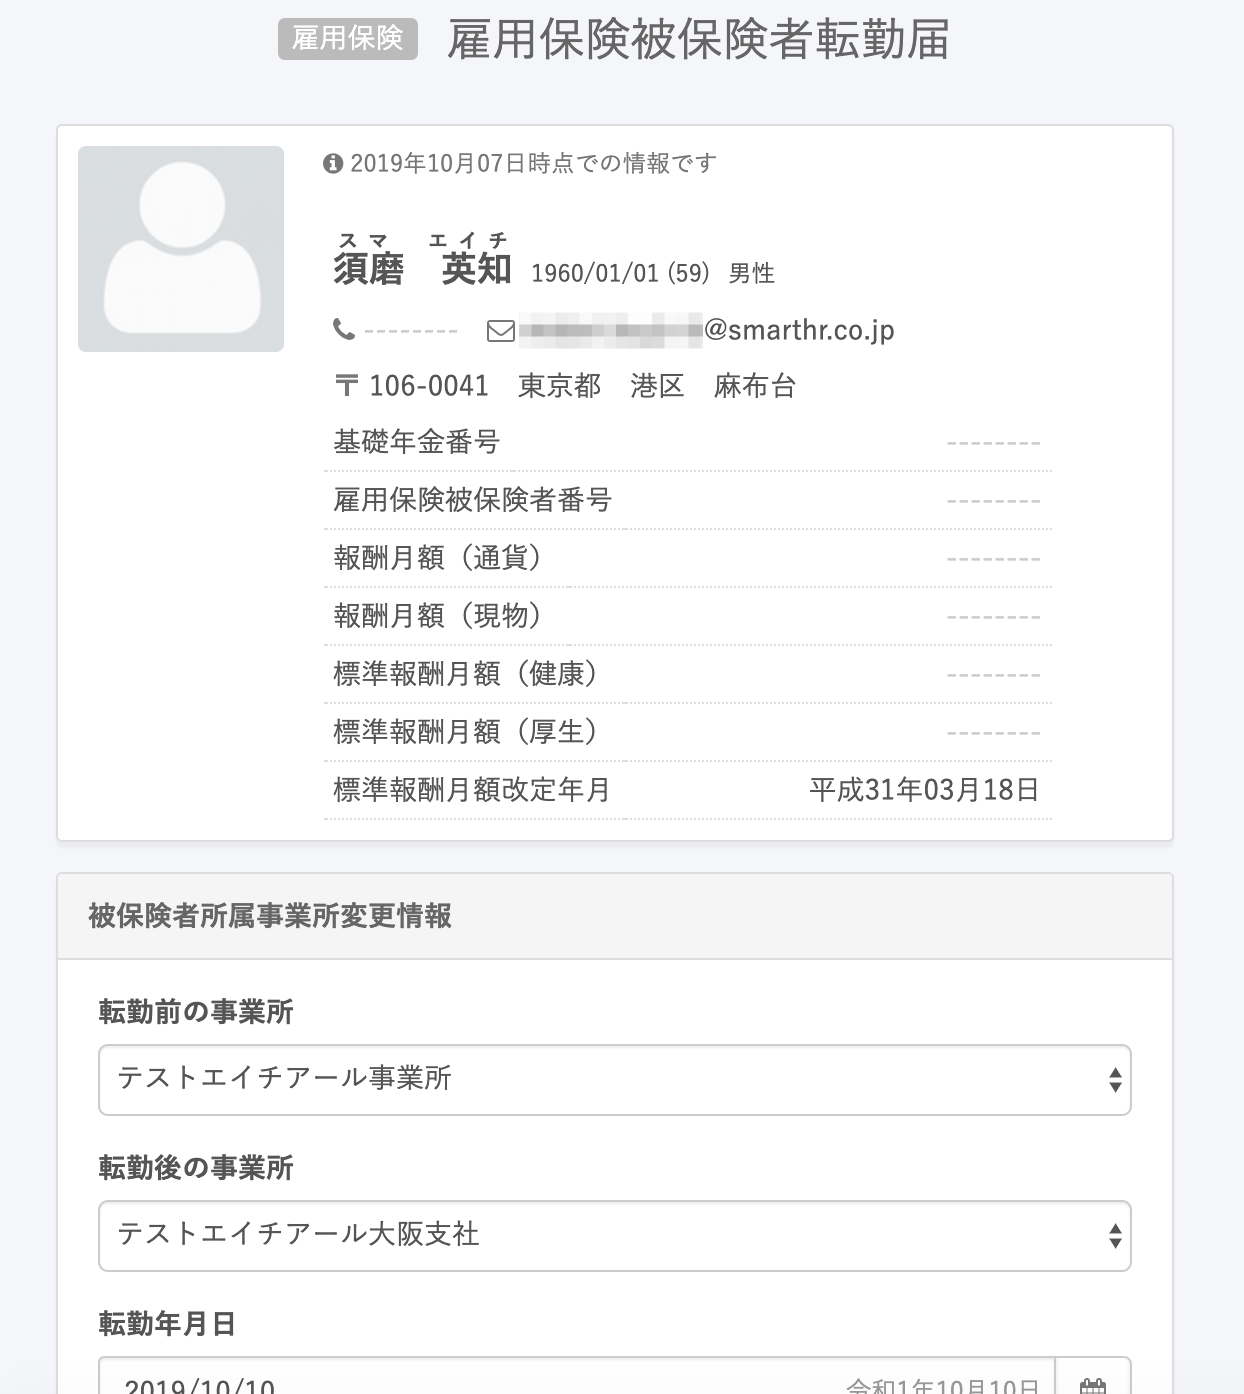 雇用保険 雇用保険被保険者転勤届
2019年10月07日時点での情報です
スマ エイチ
須磨 英知 1960/01/01 (59) 男性
-------- @smarthr.co.jp
〒 106-0041 東京都 港区 麻布台
基礎年金番号 --------
雇用保険被保険者番号 --------
報酬月額（通貨） --------
報酬月額（現物） --------
標準報酬月額（健康） --------
標準報酬月額（厚生） --------
標準報酬月額改定年月 平成31年03月18日
被保険者所属事業所変更情報
転勤前の事業所
テストエイチアール事業所
転勤後の事業所
テストエイチアール大阪支社
転勤年月日
2019/10/10 令和1年10月10日